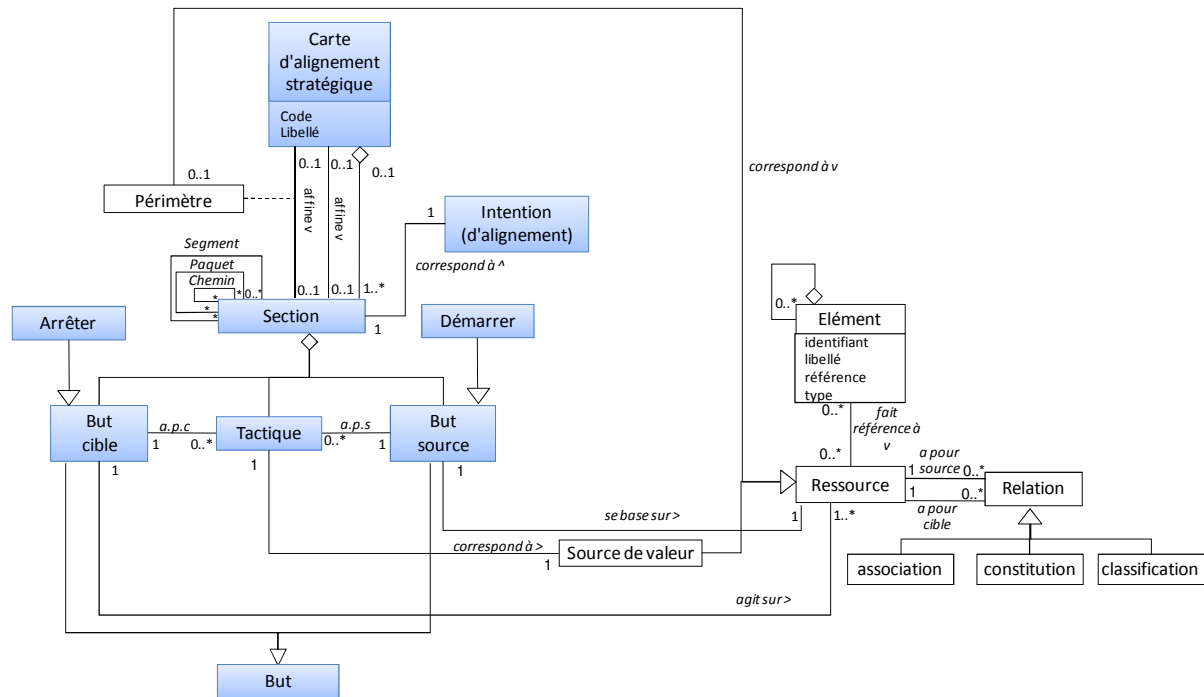 Carte
d'alignement
stratégique
Code
Libellé
0..1
0..1
0..1
affine v
affine v
correspond à v
0..1
Périmètre
1
Intention
(d'alignement)
correspond à ^
Segment
Paquet
Chemin
*
*
0..*
*
*
0..1
0..1
1..*
Section
1
Arrêter
Démarrer
0..*
Elément
identifiant
libellé
référence
type
0..*
fait
référence à
v
0..*
But
cible
a.p.c
1
0..*
Tactique
a.p.s
0..*
1
But
source
1
1
1
Ressource
1
a pour
source
0..*
1
0..*
a pour
cible
Relation
se base sur >
1
1..*
correspond à >
1
Source de valeur
association
constitution
classification
agit sur >
But